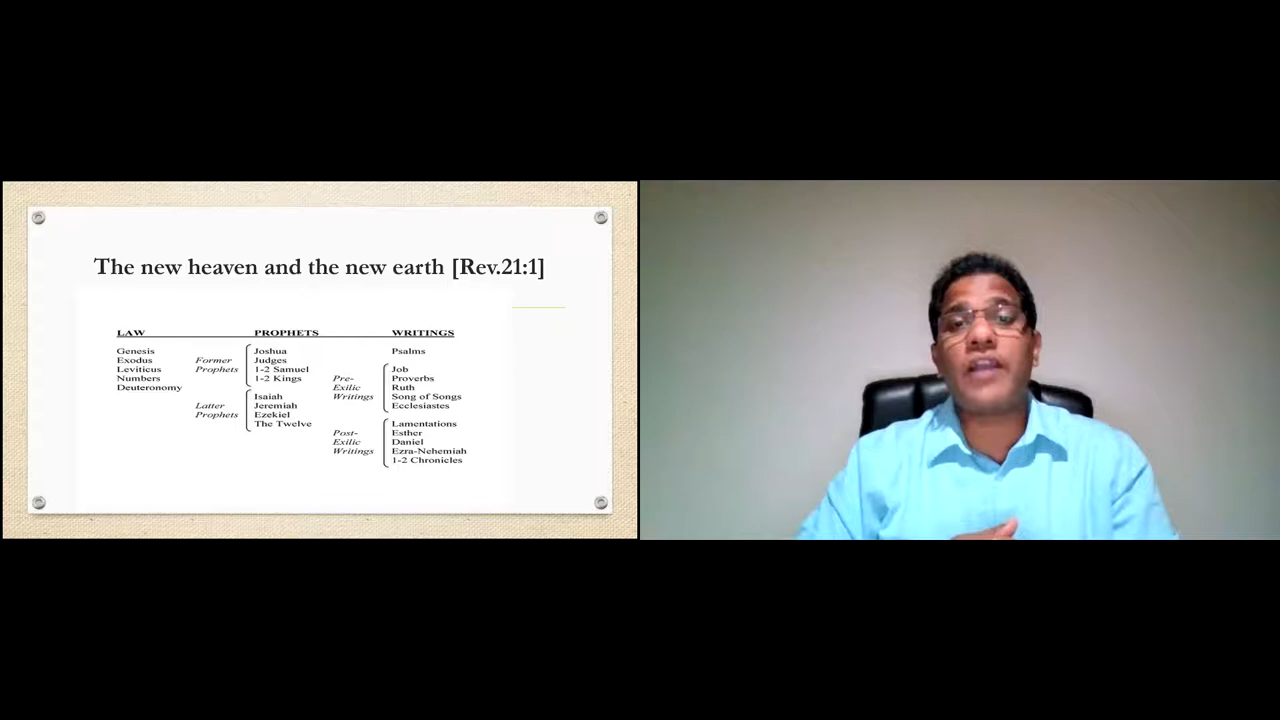 The new heaven and the new earth [Rev.21:1]
LAW PROPHETS WRITINGS
Genesis Joshua Psalms
Exodus Former Judges
Leviticus Prophets 1-2 Samuel Job
Numbers 1-2 Kings Pre- Proverbs
Deuteronomy Exilic Ruth
Isaiah Writings Song of Songs
Latter Jeremiah Ecclesiastes
Prophets Ezekiel
The Twelve Lamentations
Post- Esther
Exilic Daniel
Writings Ezra-Nehemiah
1-2 Chronicles